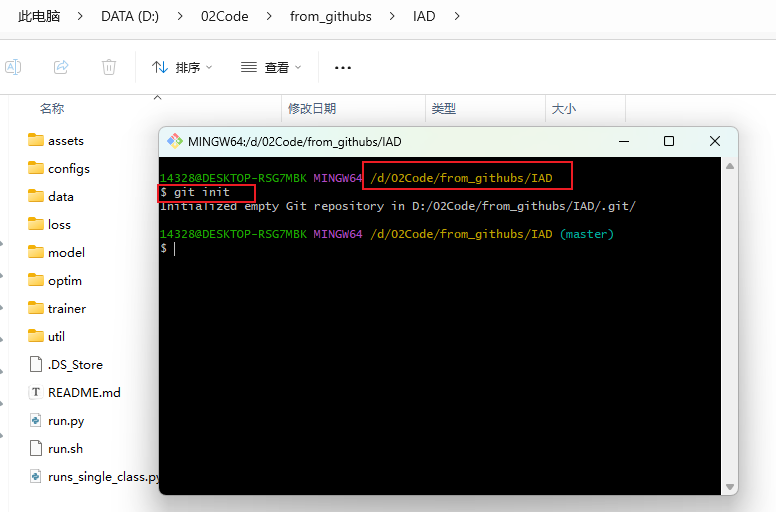 此电脑 > DATA (D:) > 02Code > from_githubs > IAD >
排序 查看 ...
名称 修改日期 类型 大小
assets
configs
data
loss
model
optim
trainer
util
.DS_Store
README.md
run.py
run.sh
runs_single_class.py
MINGW64:/d/02Code/from_githubs/IAD
14328@DESKTOP-RSG7MBK MINGW64 /d/02Code/from_githubs/IAD
$ git init
Initialized empty Git repository in D:/02Code/from_githubs/IAD/.git/
14328@DESKTOP-RSG7MBK MINGW64 /d/02Code/from_githubs/IAD (master)
$